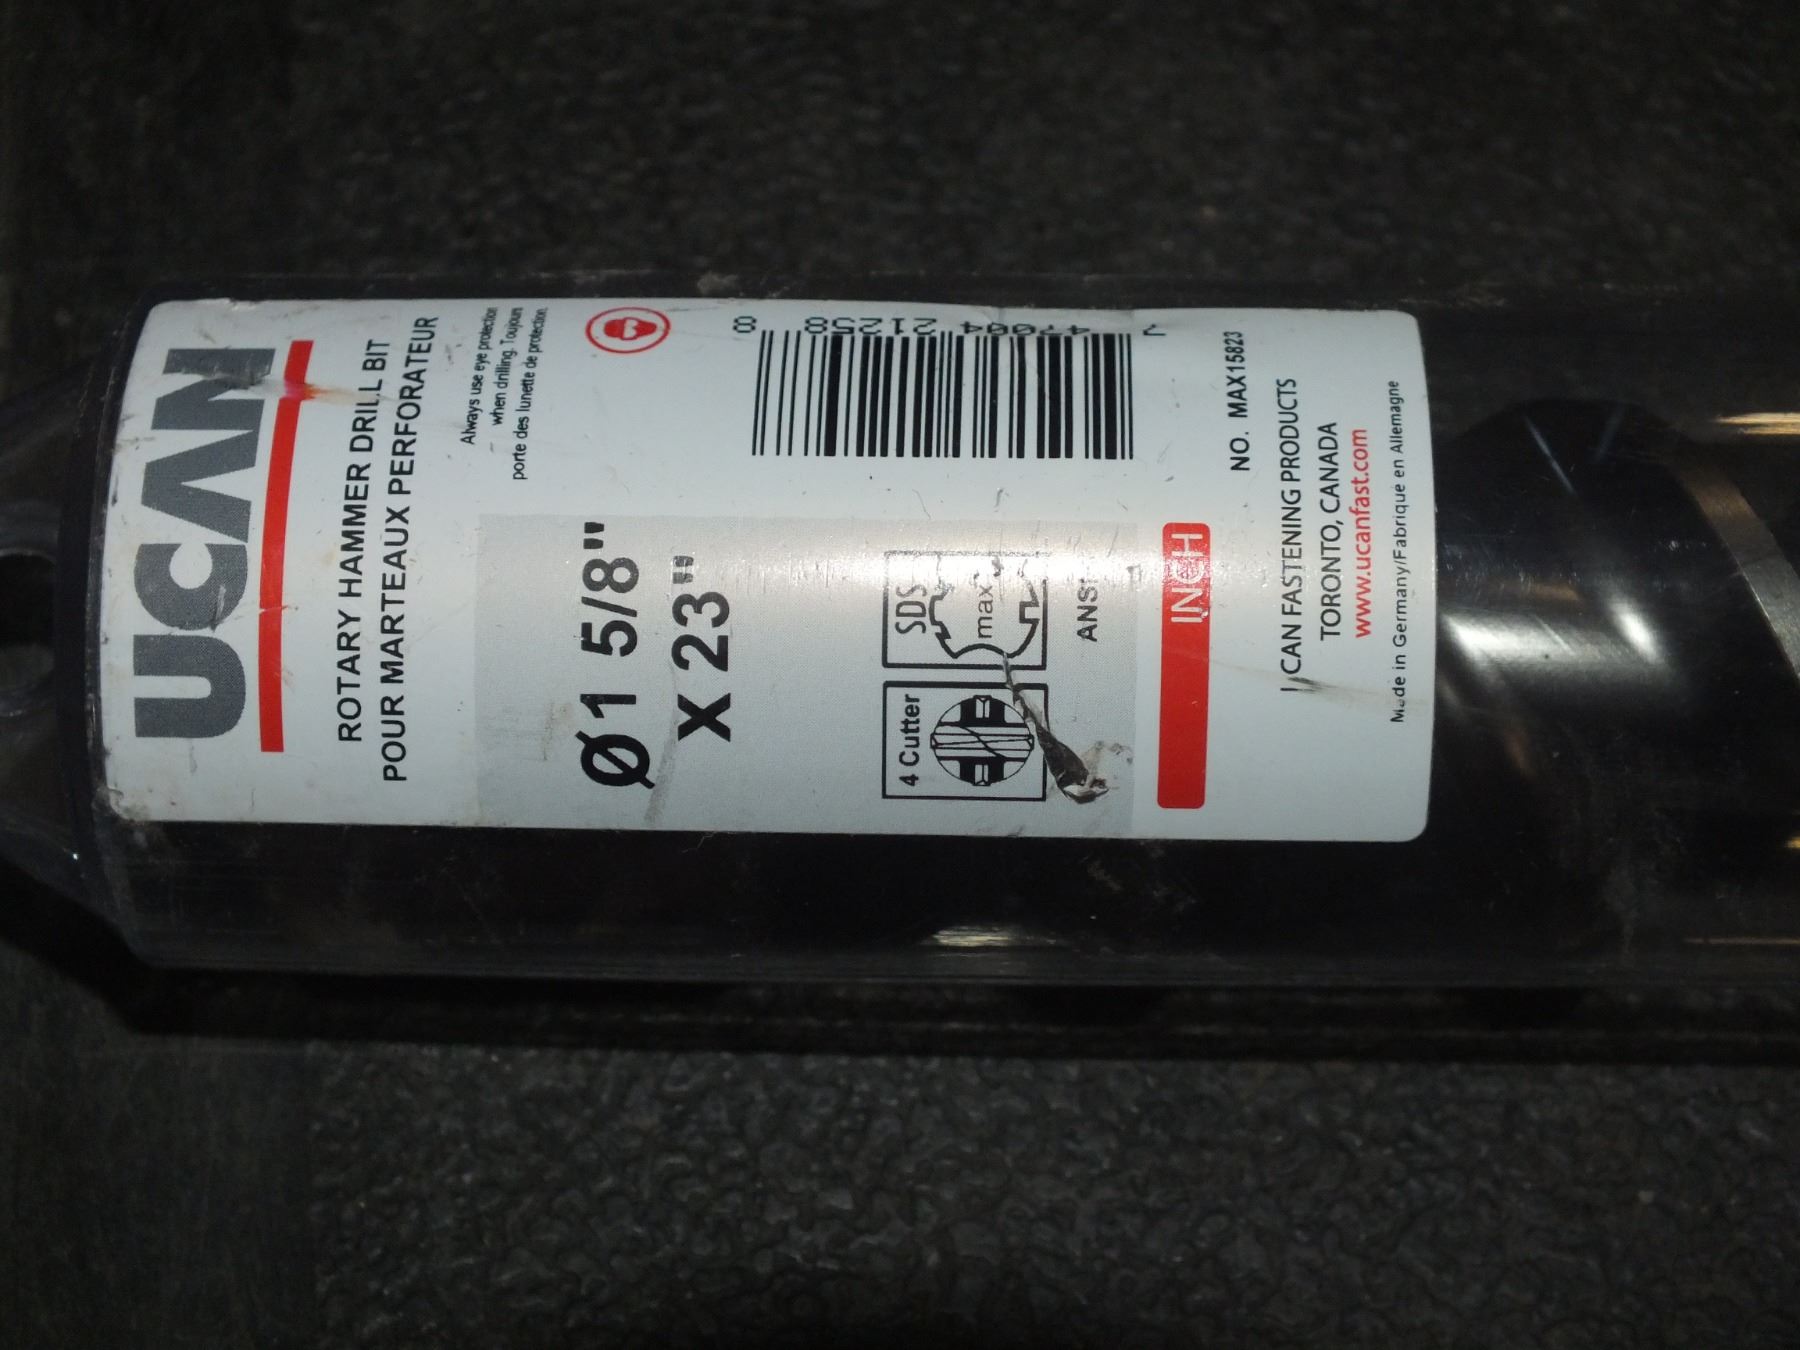 UCAN
ROTARY HAMMER DRILL BIT
POUR MARTEAUX PERFORATEUR
Always use eye protection
when drilling. Toujours
porte des lunette de protection.
Ø 1 5/8"
X 23"
4 Cutter
SDS
max
ANSI
INCH
NO. MAX15823
UCAN FASTENING PRODUCTS
TORONTO, CANADA
www.ucanfast.com
Made in Germany/Fabrique en Allemagne